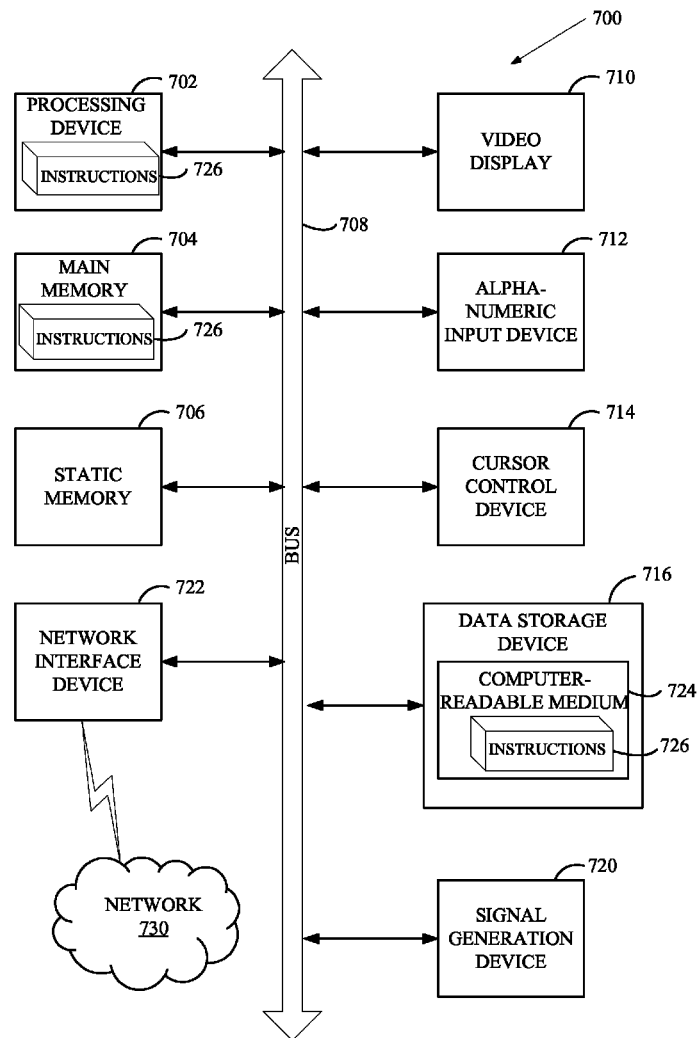 700
702
PROCESSING
DEVICE
INSTRUCTIONS
726
710
VIDEO
DISPLAY
708
704
MAIN
MEMORY
INSTRUCTIONS
726
712
ALPHA-
NUMERIC
INPUT DEVICE
706
STATIC
MEMORY
714
CURSOR
CONTROL
DEVICE
BUS
722
NETWORK
INTERFACE
DEVICE
716
DATA STORAGE
DEVICE
COMPUTER-
READABLE MEDIUM
724
INSTRUCTIONS
726
NETWORK
730
720
SIGNAL
GENERATION
DEVICE